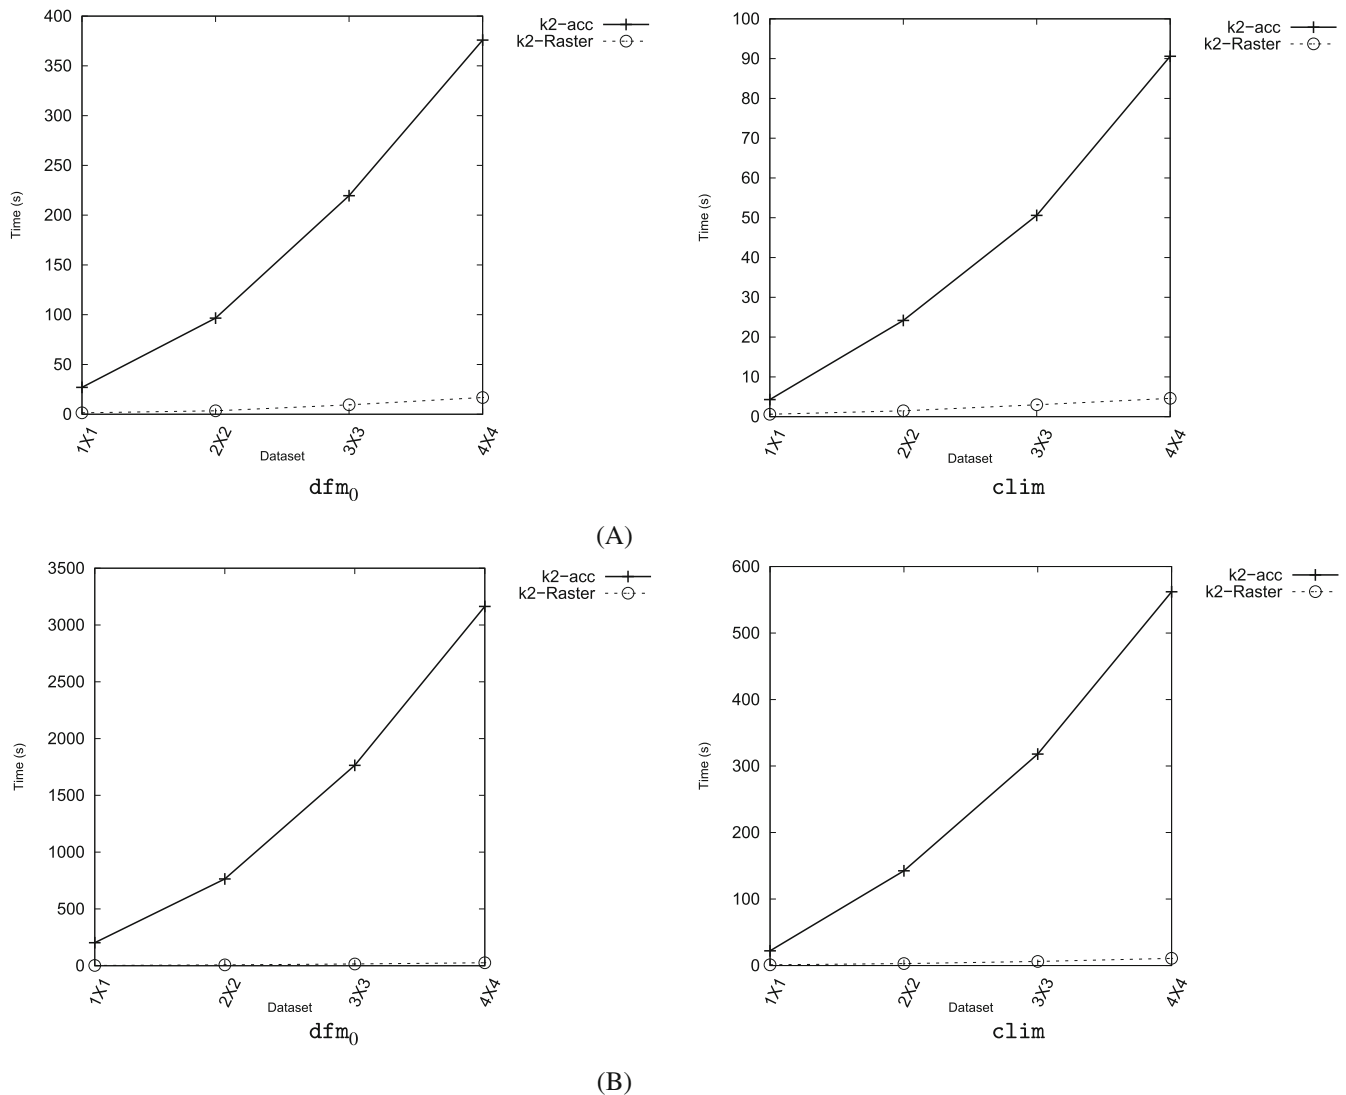 400
350
300
250
200
150
100
50
0
Time (s)
1X1
2X2
3X3
4X4
Dataset
k2−acc
k2−Raster
dfm0
100
90
80
70
60
50
40
30
20
10
0
Time (s)
1X1
2X2
3X3
4X4
Dataset
k2−acc
k2−Raster
clim
(A)
3500
3000
2500
2000
1500
1000
500
0
Time (s)
1X1
2X2
3X3
4X4
Dataset
k2−acc
k2−Raster
dfm0
600
500
400
300
200
100
0
Time (s)
1X1
2X2
3X3
4X4
Dataset
k2−acc
k2−Raster
clim
(B)